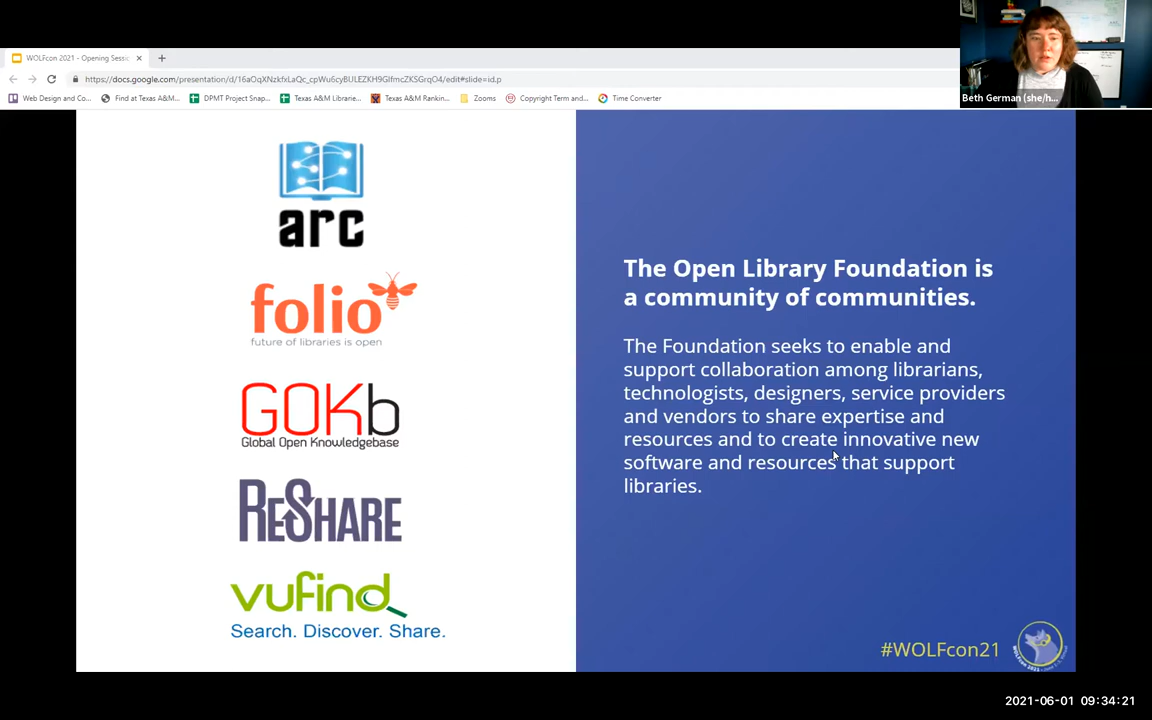 WOLFcon 2021 - Opening Sessic
https://docs.google.com/presentation/d/16aOqXNzkfxLaQc_cpWu6cyBULEZKH9GlfmcZKSGrqO4/edit#slide=id.p
Web Design and Co...
Find at Texas A&M...
DPMT Project Snap...
Texas A&M Librarie...
Texas A&M Rankin...
Zooms
Copyright Term and...
Time Converter
Beth German (she/h...
arc
folio
future of libraries is open
GOKb
Global Open Knowledgebase
RESHARE
vufind
Search. Discover. Share.
The Open Library Foundation is
a community of communities.
The Foundation seeks to enable and
support collaboration among librarians,
technologists, designers, service providers
and vendors to share expertise and
resources and to create innovative new
software and resources that support
libraries.
#WOLFcon21
2021-06-01 09:34:21